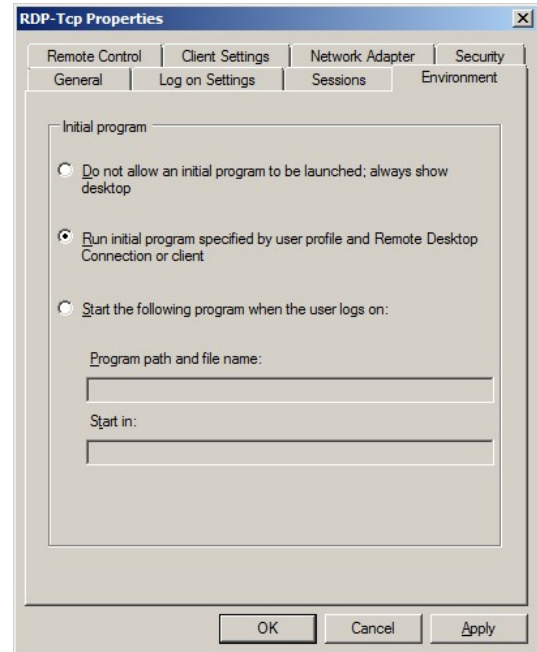 RDP-Tcp Properties
Remote Control
Client Settings
Network Adapter
Security
General
Log on Settings
Sessions
Environment
Initial program
Do not allow an initial program to be launched; always show
desktop
Run initial program specified by user profile and Remote Desktop
Connection or client
Start the following program when the user logs on:
Program path and file name:
Start in:
OK
Cancel
Apply